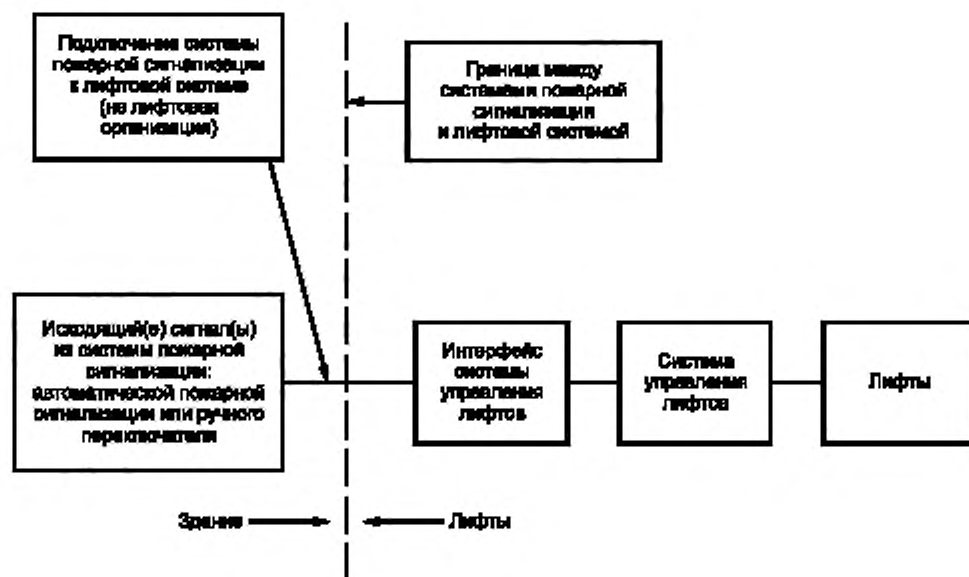 Подключение системы
пожарной сигнализации
к лифтовой системе
(не лифтовая
организация)
Граница между
системами пожарной
сигнализации
и лифтовой системой
Исходящий(е) сигнал(ы)
из системы пожарной
сигнализации:
автоматической пожарной
сигнализации или ручного
переключателя
Интерфейс
системы
управления
лифтов
Система
управления
лифтов
Лифты
Здание
Лифты